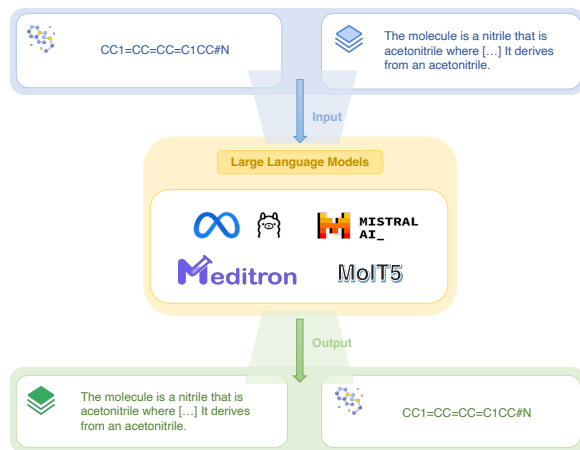 CC1=CC=CC=C1CC#N
The molecule is a nitrile that is
acetonitrile where [...] It derives
from an acetonitrile.
Input
Large Language Models
MISTRAL
AI_
Meditron
MolT5
Output
The molecule is a nitrile that is
acetonitrile where [...] It derives
from an acetonitrile.
CC1=CC=CC=C1CC#N